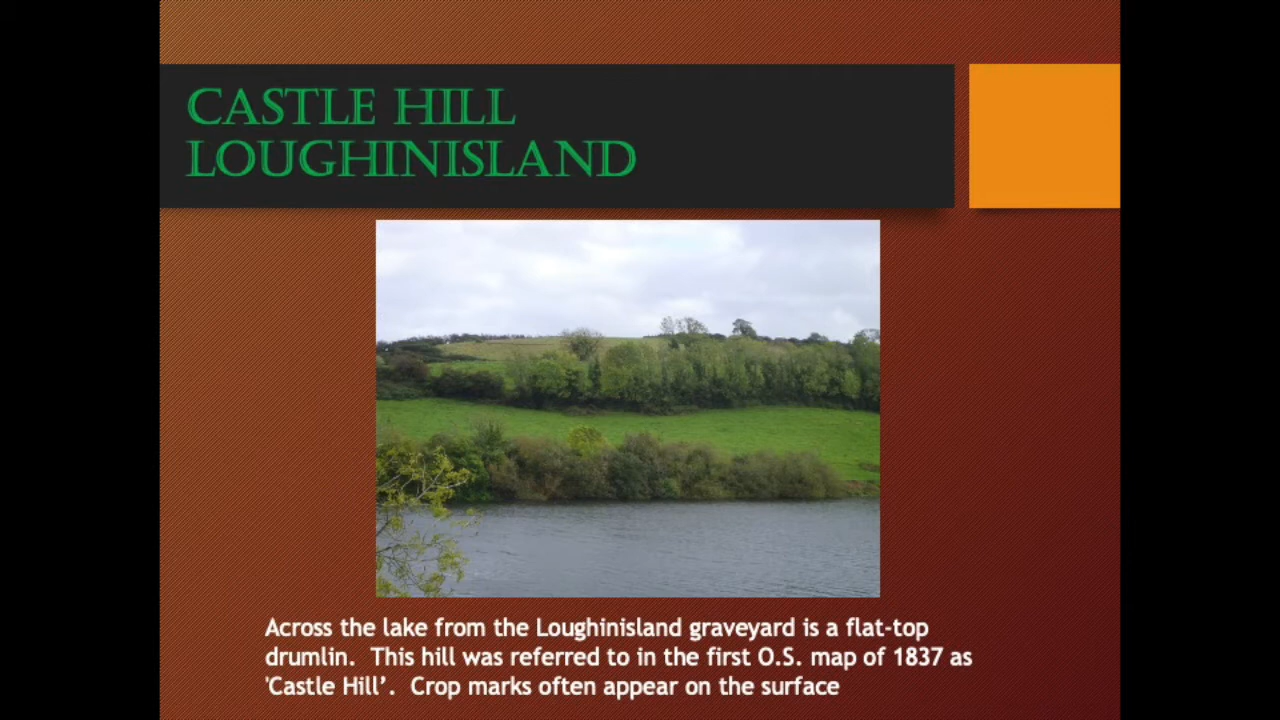 CASTLE HILL
LOUGHINISLAND
Across the lake from the Loughinisland graveyard is a flat-top
drumlin.  This hill was referred to in the first O.S. map of 1837 as
'Castle Hill’.  Crop marks often appear on the surface